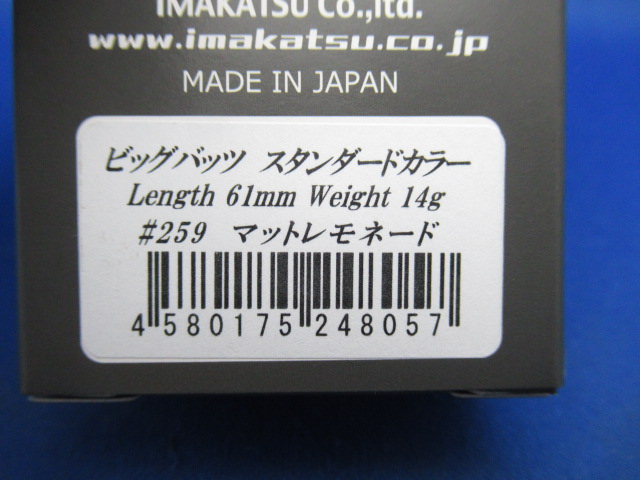 IMAKATSU Co.,ltd.
www.imakatsu.co.jp
MADE IN JAPAN
ビッグバッツ スタンダードカラー
Length 61mm Weight 14g
#259 マットレモネード
4 580175 248057